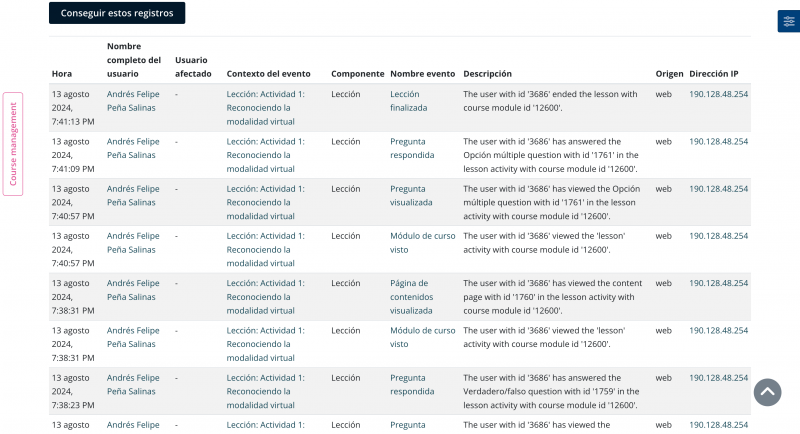 Conseguir estos registros
Course management
Hora Nombre completo del usuario Usuario afectado Contexto del evento Componente Nombre evento Descripción Origen Dirección IP
13 agosto 2024, 7:41:13 PM Andrés Felipe Peña Salinas - Lección: Actividad 1: Reconociendo la modalidad virtual Lección Lección finalizada The user with id '3686' ended the lesson with course module id '12600'. web 190.128.48.254
13 agosto 2024, 7:41:09 PM Andrés Felipe Peña Salinas - Lección: Actividad 1: Reconociendo la modalidad virtual Lección Pregunta respondida The user with id '3686' has answered the Opción múltiple question with id '1761' in the lesson activity with course module id '12600'. web 190.128.48.254
13 agosto 2024, 7:40:57 PM Andrés Felipe Peña Salinas - Lección: Actividad 1: Reconociendo la modalidad virtual Lección Pregunta visualizada The user with id '3686' has viewed the Opción múltiple question with id '1761' in the lesson activity with course module id '12600'. web 190.128.48.254
13 agosto 2024, 7:40:57 PM Andrés Felipe Peña Salinas - Lección: Actividad 1: Reconociendo la modalidad virtual Lección Módulo de curso visto The user with id '3686' viewed the 'lesson' activity with course module id '12600'. web 190.128.48.254
13 agosto 2024, 7:38:31 PM Andrés Felipe Peña Salinas - Lección: Actividad 1: Reconociendo la modalidad virtual Lección Página de contenidos visualizada The user with id '3686' has viewed the content page with id '1760' in the lesson activity with course module id '12600'. web 190.128.48.254
13 agosto 2024, 7:38:31 PM Andrés Felipe Peña Salinas - Lección: Actividad 1: Reconociendo la modalidad virtual Lección Módulo de curso visto The user with id '3686' viewed the 'lesson' activity with course module id '12600'. web 190.128.48.254
13 agosto 2024, 7:38:23 PM Andrés Felipe Peña Salinas - Lección: Actividad 1: Reconociendo la modalidad virtual Lección Pregunta respondida The user with id '3686' has answered the Verdadero/falso question with id '1759' in the lesson activity with course module id '12600'. web 190.128.48.254
13 agosto Andrés Felipe - Lección: Actividad 1: Lección Pregunta The user with id '3686' has viewed the web 190.128.48.254